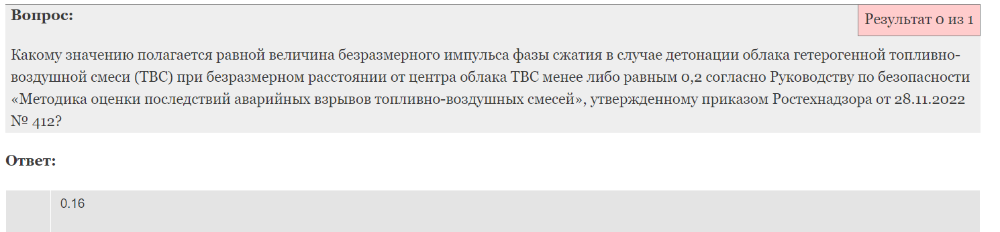 Вопрос:
Результат 0 из 1
Какому значению полагается равной величина безразмерного импульса фазы сжатия в случае детонации облака гетерогенной топливно-
воздушной смеси (ТВС) при безразмерном расстоянии от центра облака ТВС менее либо равным 0,2 согласно Руководству по безопасности
«Методика оценки последствий аварийных взрывов топливно-воздушных смесей», утвержденному приказом Ростехнадзора от 28.11.2022
№ 412?
Ответ:
0.16